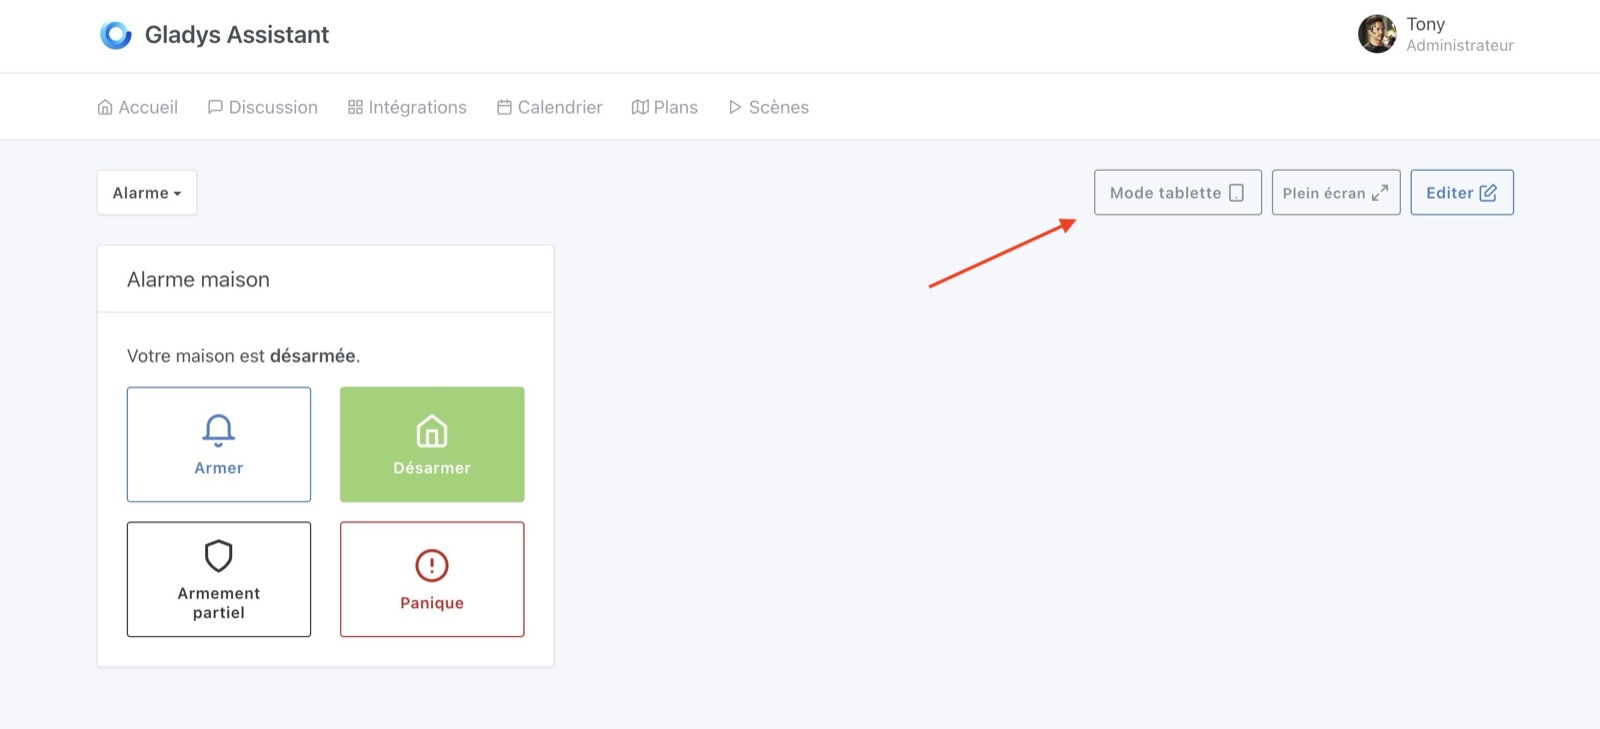 Gladys Assistant
Tony
Administrateur
Accueil
Discussion
Intégrations
Calendrier
Plans
Scènes
Alarme
Mode tablette
Plein écran
Editer
Alarme maison
Votre maison est désarmée.
Armer
Désarmer
Armement
partiel
Panique